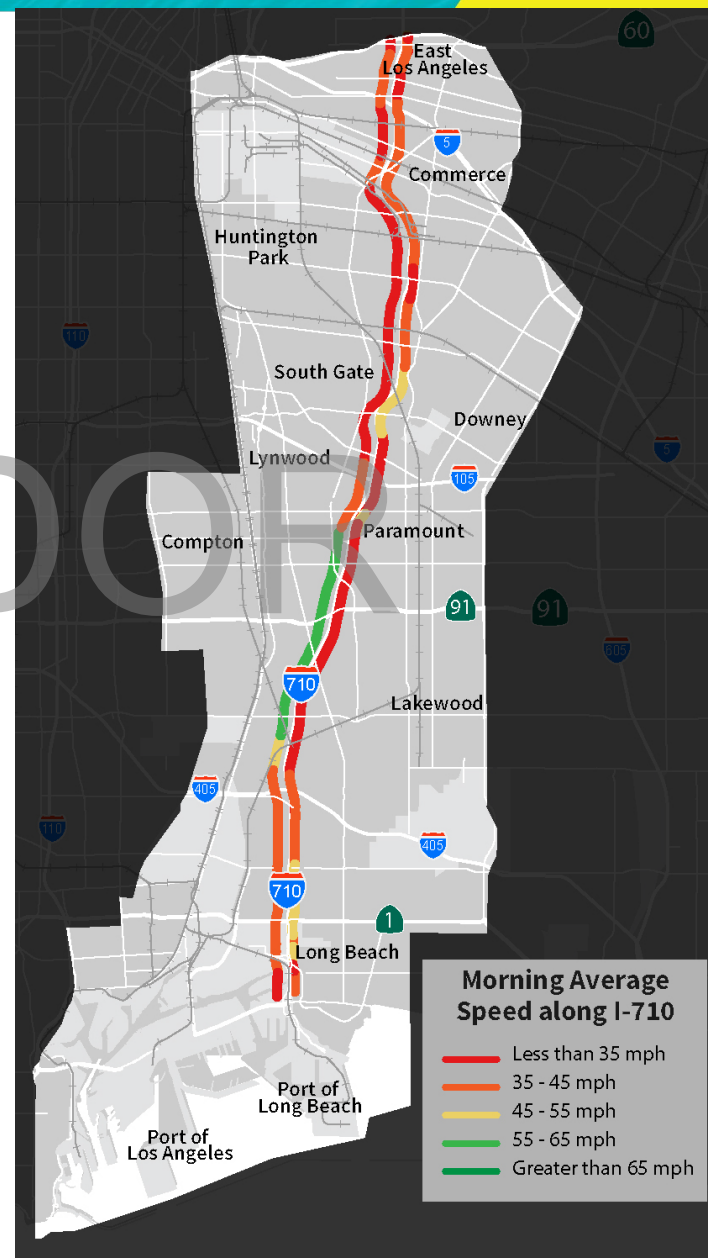 60
East
Los Angeles
5
Commerce
Huntington
Park
110
South Gate
Downey
Lynwood
5
105
OOR
Paramount
Compton
91
91
605
710
Lakewood
405
110
405
710
1
Long Beach
Morning Average
Speed along I-710
Less than 35 mph
35 - 45 mph
45 - 55 mph
55 - 65 mph
Greater than 65 mph
Port of
Long Beach
Port of
Los Angeles